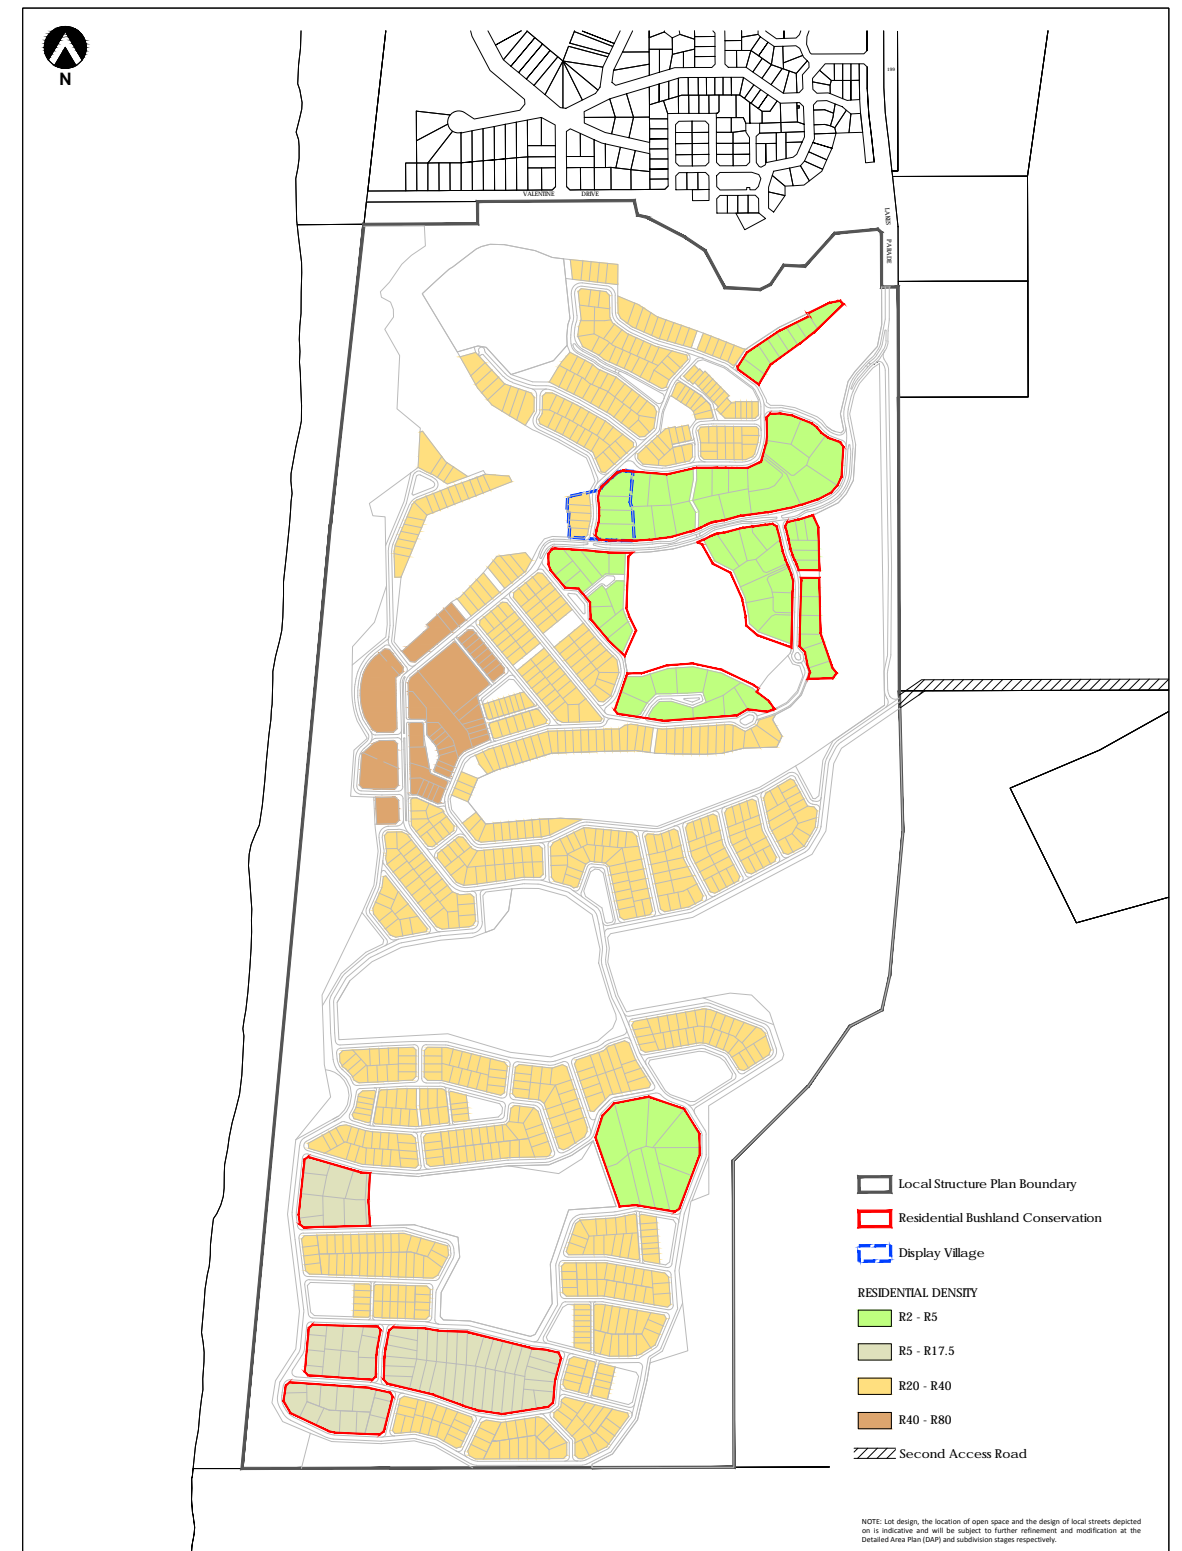 N
199
VALENTINE DRIVE
LAKES PARADE
Local Structure Plan Boundary
Residential Bushland Conservation
Display Village
RESIDENTIAL DENSITY
R2 - R5
R5 - R17.5
R20 - R40
R40 - R80
Second Access Road
NOTE: Lot design, the location of open space and the design of local streets depicted
on is indicative and will be subject to further refinement and modification at the
Detailed Area Plan (DAP) and subdivision stages respectively.